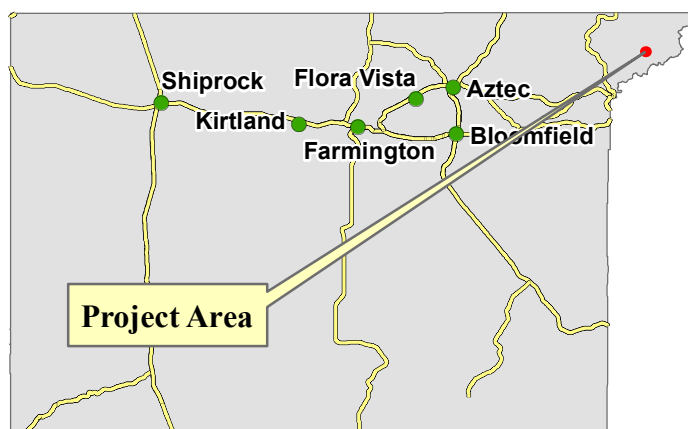 Shiprock
Flora Vista
Aztec
Kirtland
Farmington
Bloomfield
Project Area